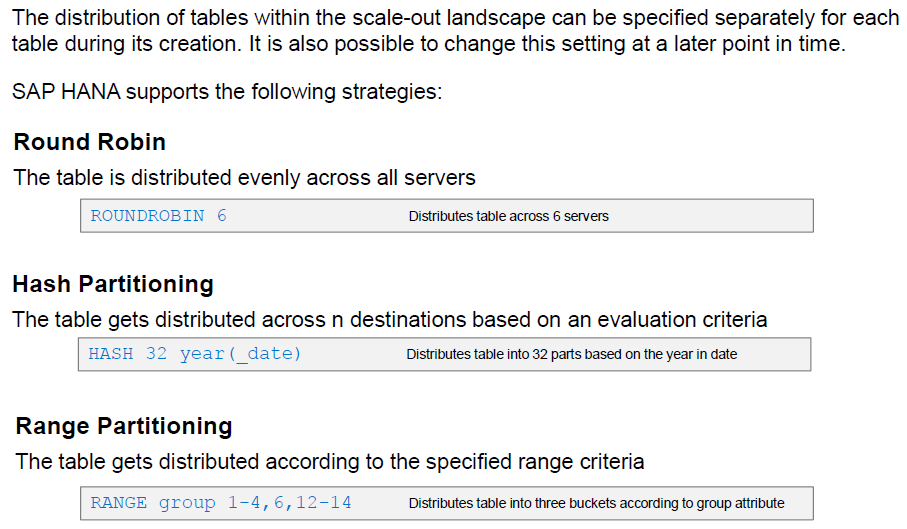 The distribution of tables within the scale-out landscape can be specified separately for each
table during its creation. It is also possible to change this setting at a later point in time.
SAP HANA supports the following strategies:
Round Robin
The table is distributed evenly across all servers
ROUNDROBIN 6 Distributes table across 6 servers
Hash Partitioning
The table gets distributed across n destinations based on an evaluation criteria
HASH 32 year(_date) Distributes table into 32 parts based on the year in date
Range Partitioning
The table gets distributed according to the specified range criteria
RANGE group 1-4,6,12-14 Distributes table into three buckets according to group attribute